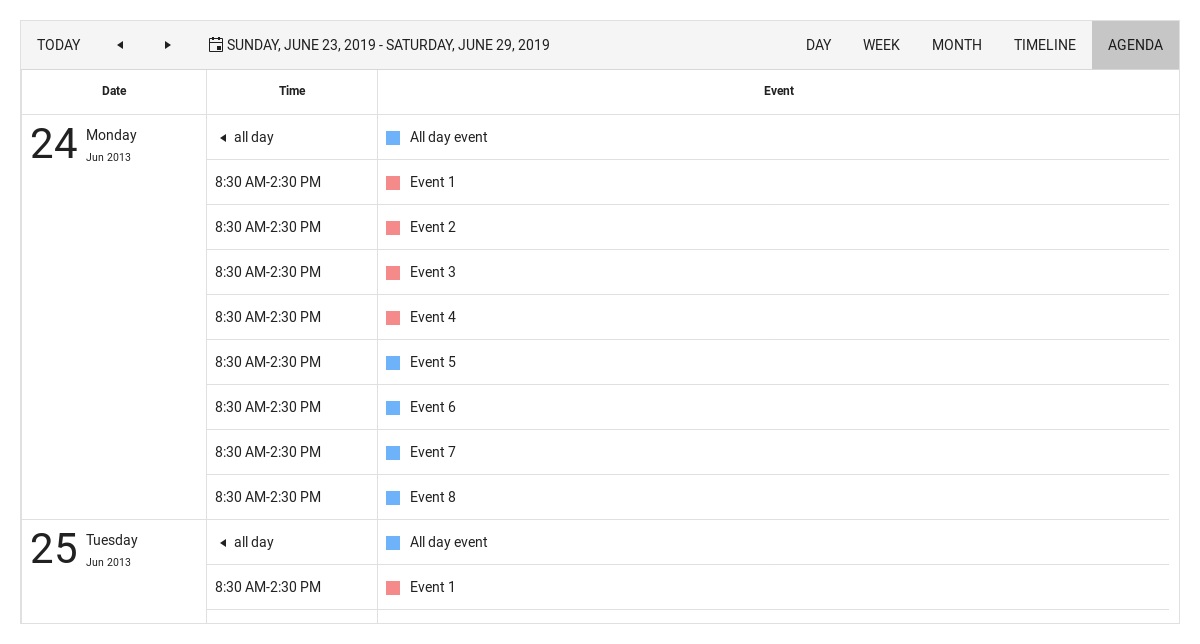 TODAY SUNDAY, JUNE 23, 2019 - SATURDAY, JUNE 29, 2019 DAY WEEK MONTH TIMELINE AGENDA
Date Time Event
24 Monday
Jun 2013
all day All day event
8:30 AM-2:30 PM Event 1
8:30 AM-2:30 PM Event 2
8:30 AM-2:30 PM Event 3
8:30 AM-2:30 PM Event 4
8:30 AM-2:30 PM Event 5
8:30 AM-2:30 PM Event 6
8:30 AM-2:30 PM Event 7
8:30 AM-2:30 PM Event 8
25 Tuesday
Jun 2013
all day All day event
8:30 AM-2:30 PM Event 1